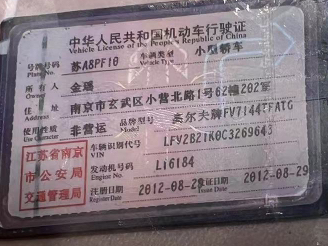 中华人民共和国机动车行驶证
Vehicle License of the People's Republic of China
号牌号码 苏A8PF10 车辆类型 小型轿车
Plate No. Vehicle Type
所有人 金瑶
Owner
住址 南京市玄武区小营北路1号62幢202室
使用性质 非营运 品牌型号 高尔夫牌FV7144TFATG
Use Character
江苏省南京市公安局交通管理局
车辆识别代号
VIN
发动机号码 L16184
Engine No.
注册日期 2012-08-29 发证日期 2012-08-29
Register Date Issue Date